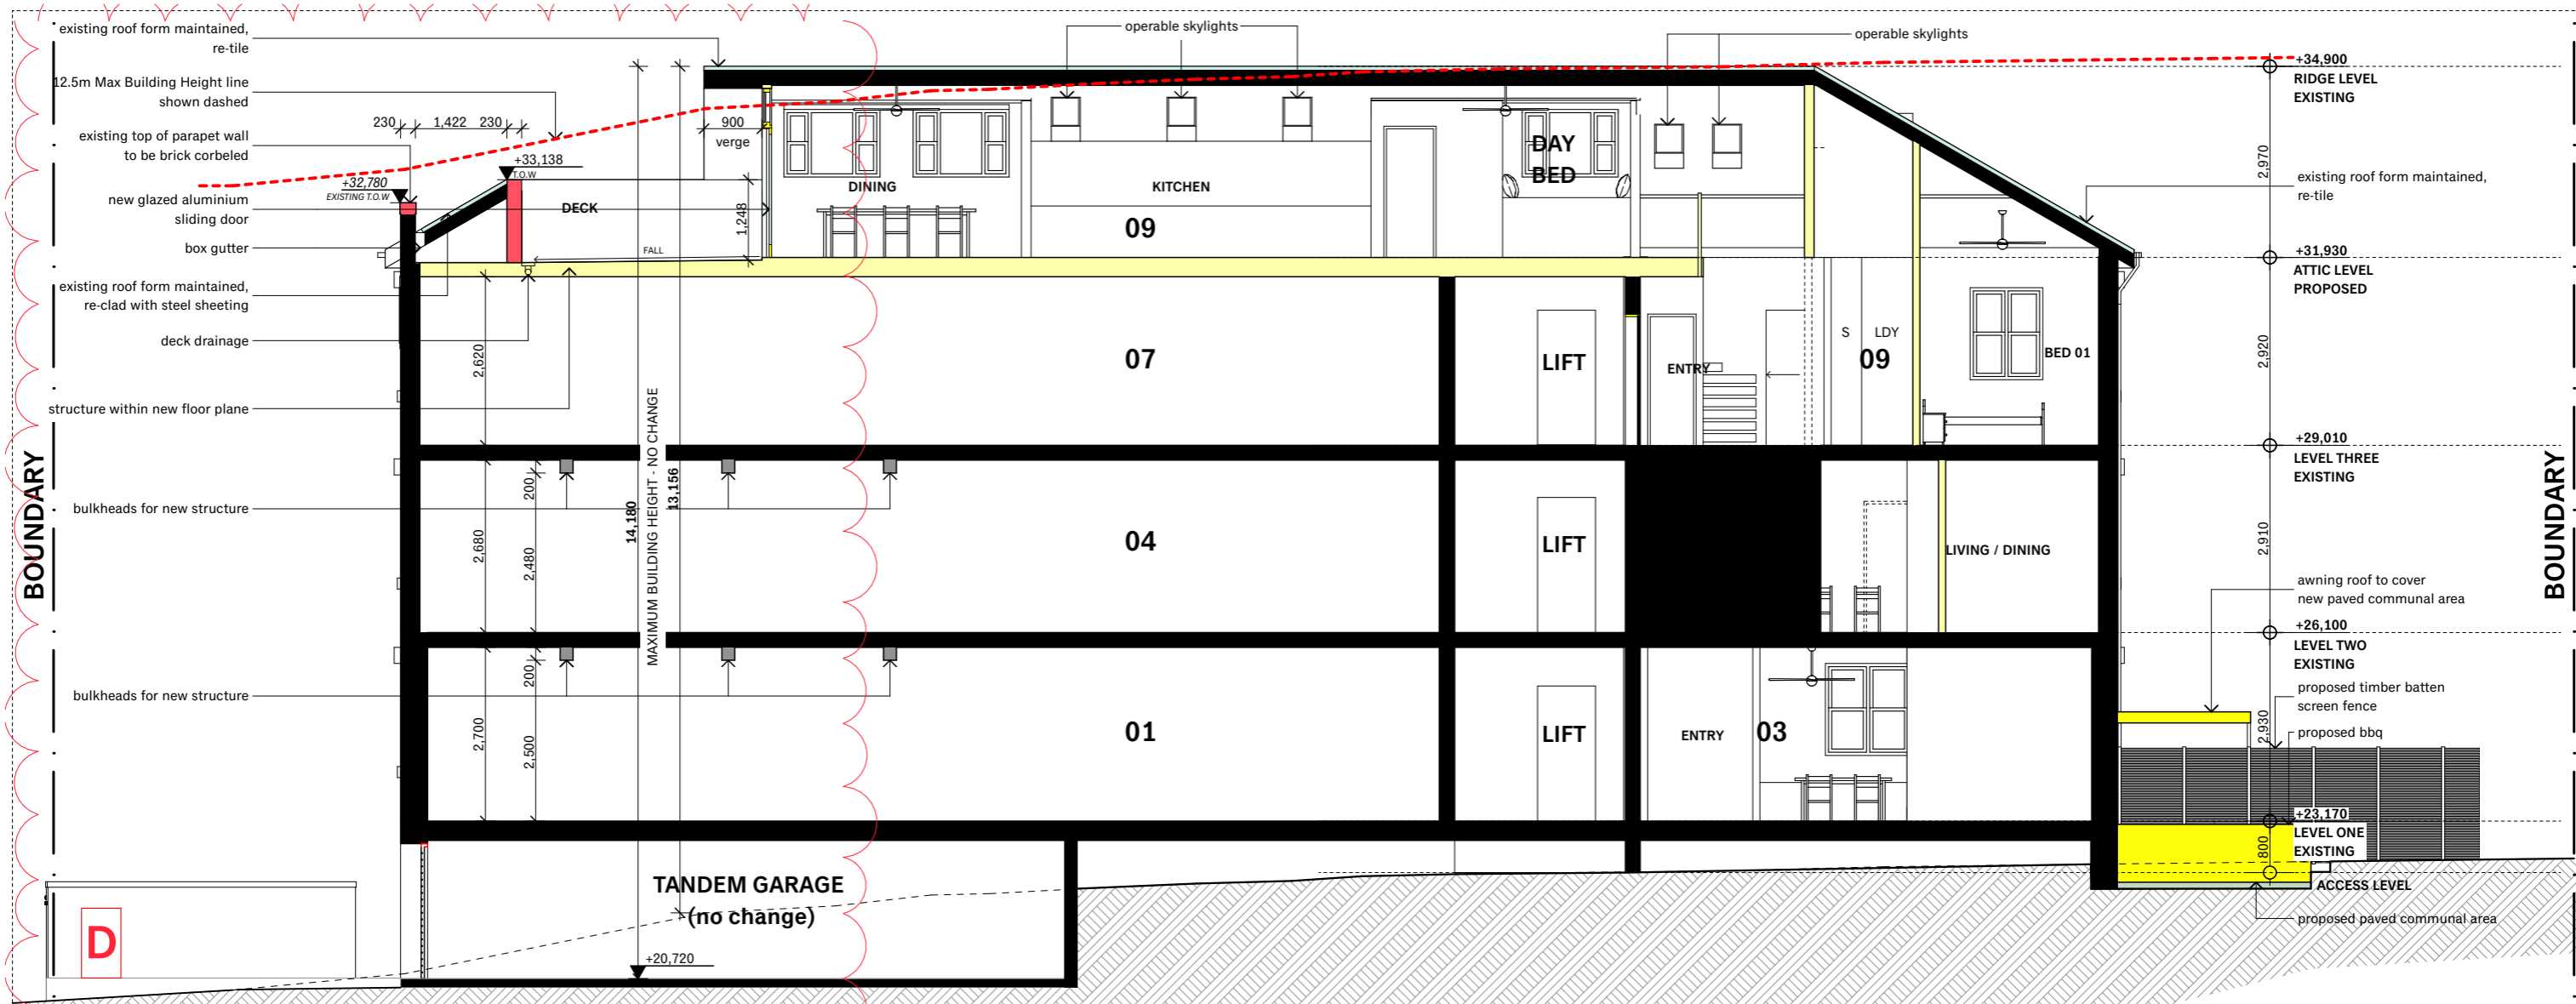 existing roof form maintained,
re-tile
12.5m Max Building Height line
shown dashed
existing top of parapet wall
to be brick corbeled
new glazed aluminium
sliding door
box gutter
existing roof form maintained,
re-clad with steel sheeting
deck drainage
structure within new floor plane
bulkheads for new structure
bulkheads for new structure
BOUNDARY
230
1,422
230
900
verge
+33,138
T.O.W
+32,780
EXISTING T.O.W
DECK
1,248
FALL
operable skylights
operable skylights
DINING
KITCHEN
09
DAY
BED
2,620
07
LIFT
ENTRY
S
LDY
09
BED 01
14,180
MAXIMUM BUILDING HEIGHT - NO CHANGE
13,156
200
2,680
2,480
04
LIFT
LIVING / DINING
200
2,700
2,500
01
LIFT
ENTRY
03
TANDEM GARAGE
(no change)
+20,720
D
+34,900
RIDGE LEVEL
EXISTING
2,970
existing roof form maintained,
re-tile
+31,930
ATTIC LEVEL
PROPOSED
2,920
+29,010
LEVEL THREE
EXISTING
2,910
awning roof to cover
new paved communal area
+26,100
LEVEL TWO
EXISTING
proposed timber batten
screen fence
2,930
proposed bbq
+23,170
LEVEL ONE
EXISTING
800
ACCESS LEVEL
proposed paved communal area
BOUNDARY